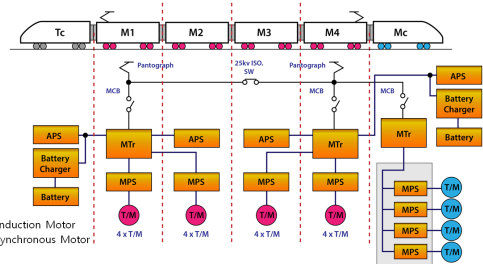 Tc M1 M2 M3 M4 Mc
Pantograph 25kv ISO. SW Pantograph
MCB MCB MCB
APS
Battery Charger
Battery
APS
Battery Charger
Battery
MTr APS APS MTr MTr
MPS MPS MPS MPS
T/M T/M T/M T/M
4 x T/M 4 x T/M 4 x T/M 4 x T/M
MPS T/M
MPS T/M
MPS T/M
MPS T/M
nduction Motor
ynchronous Motor